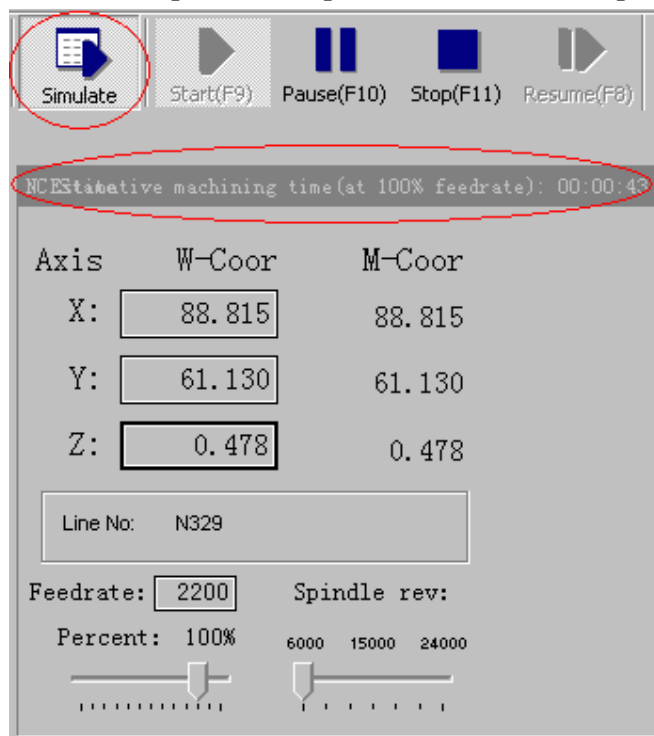 Simulate Start(F9) Pause(F10) Stop(F11) Resume(F8)
machining time(at 100% feedrate): 00:00:43
Axis W-Coor M-Coor
X: 88.815 88.815
Y: 61.130 61.130
Z: 0.478 0.478
Line No: N329
Feedrate: 2200 Spindle rev:
Percent: 100% 6000 15000 24000